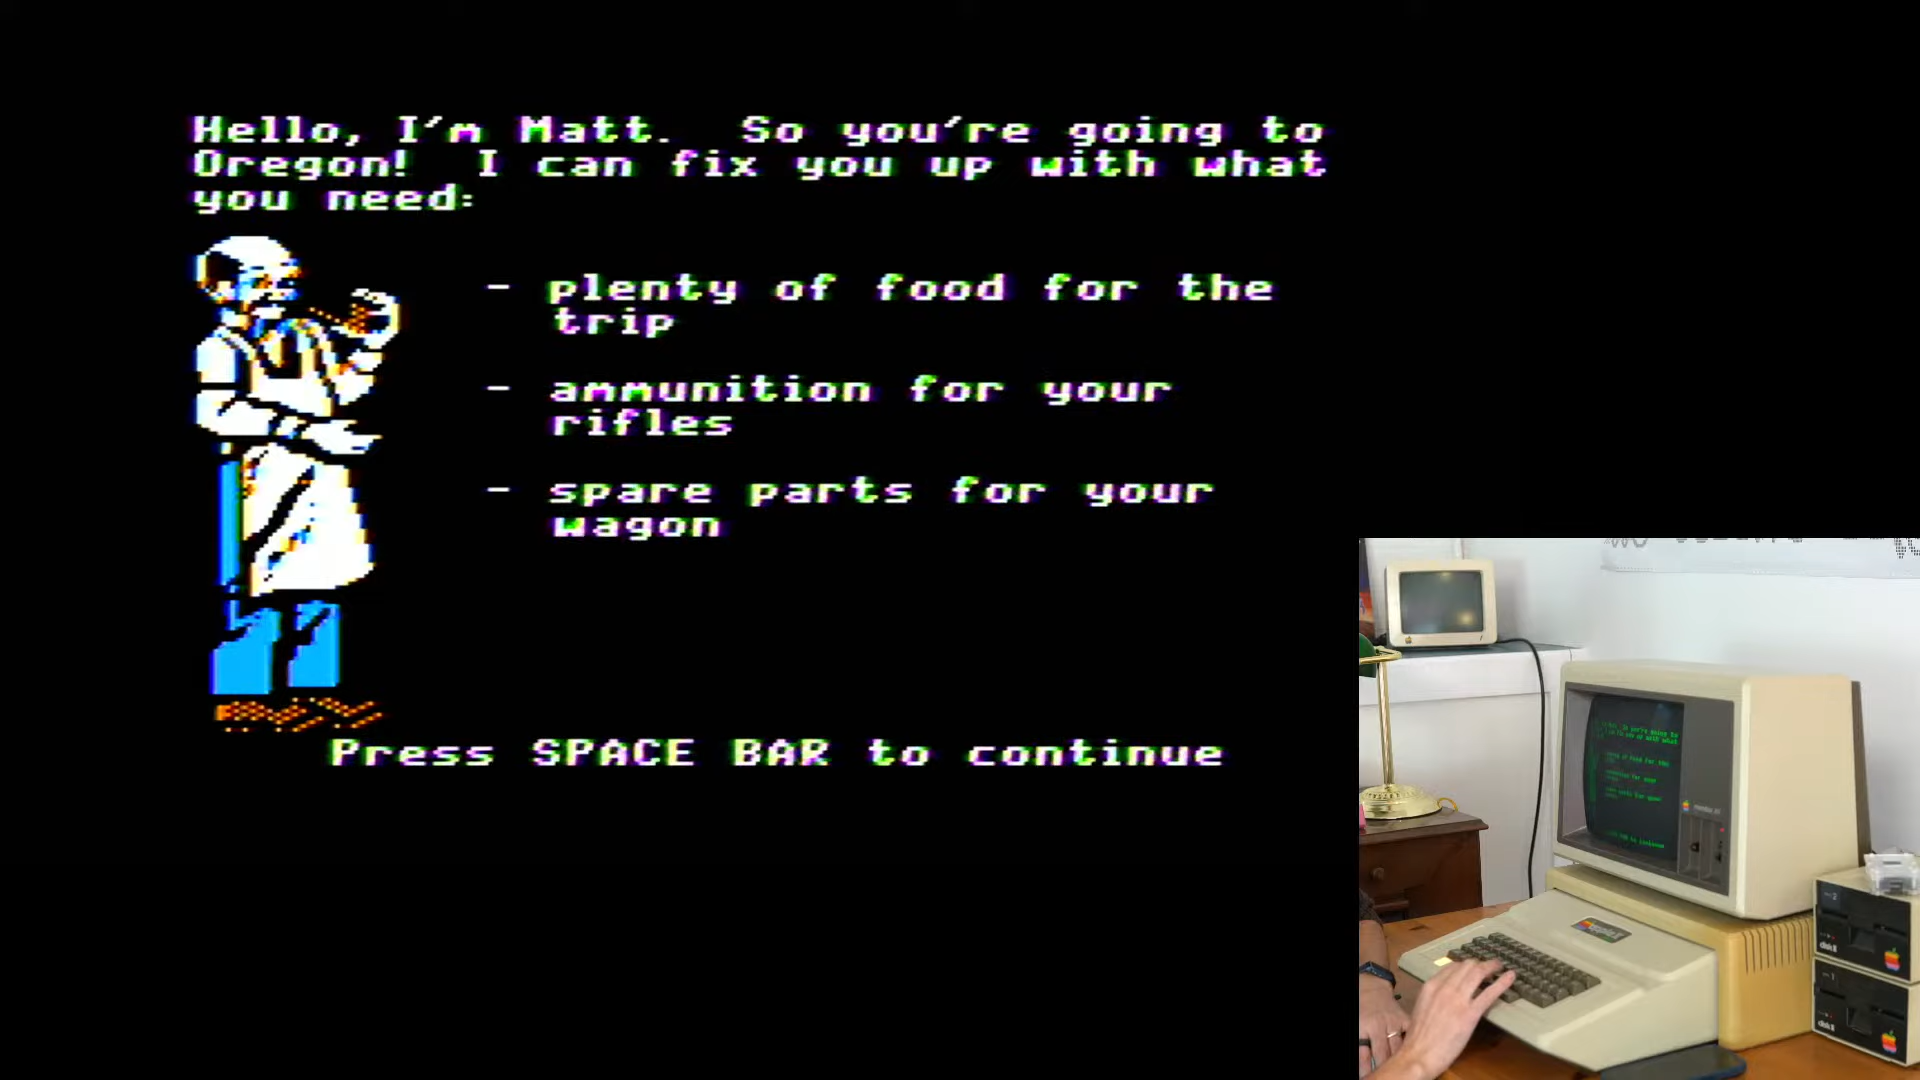 Hello, I'm Matt. So you're going to
Oregon! I can fix you up with what
you need:
- plenty of food for the
trip
- ammunition for your
rifles
- spare parts for your
wagon
Press SPACE BAR to continue